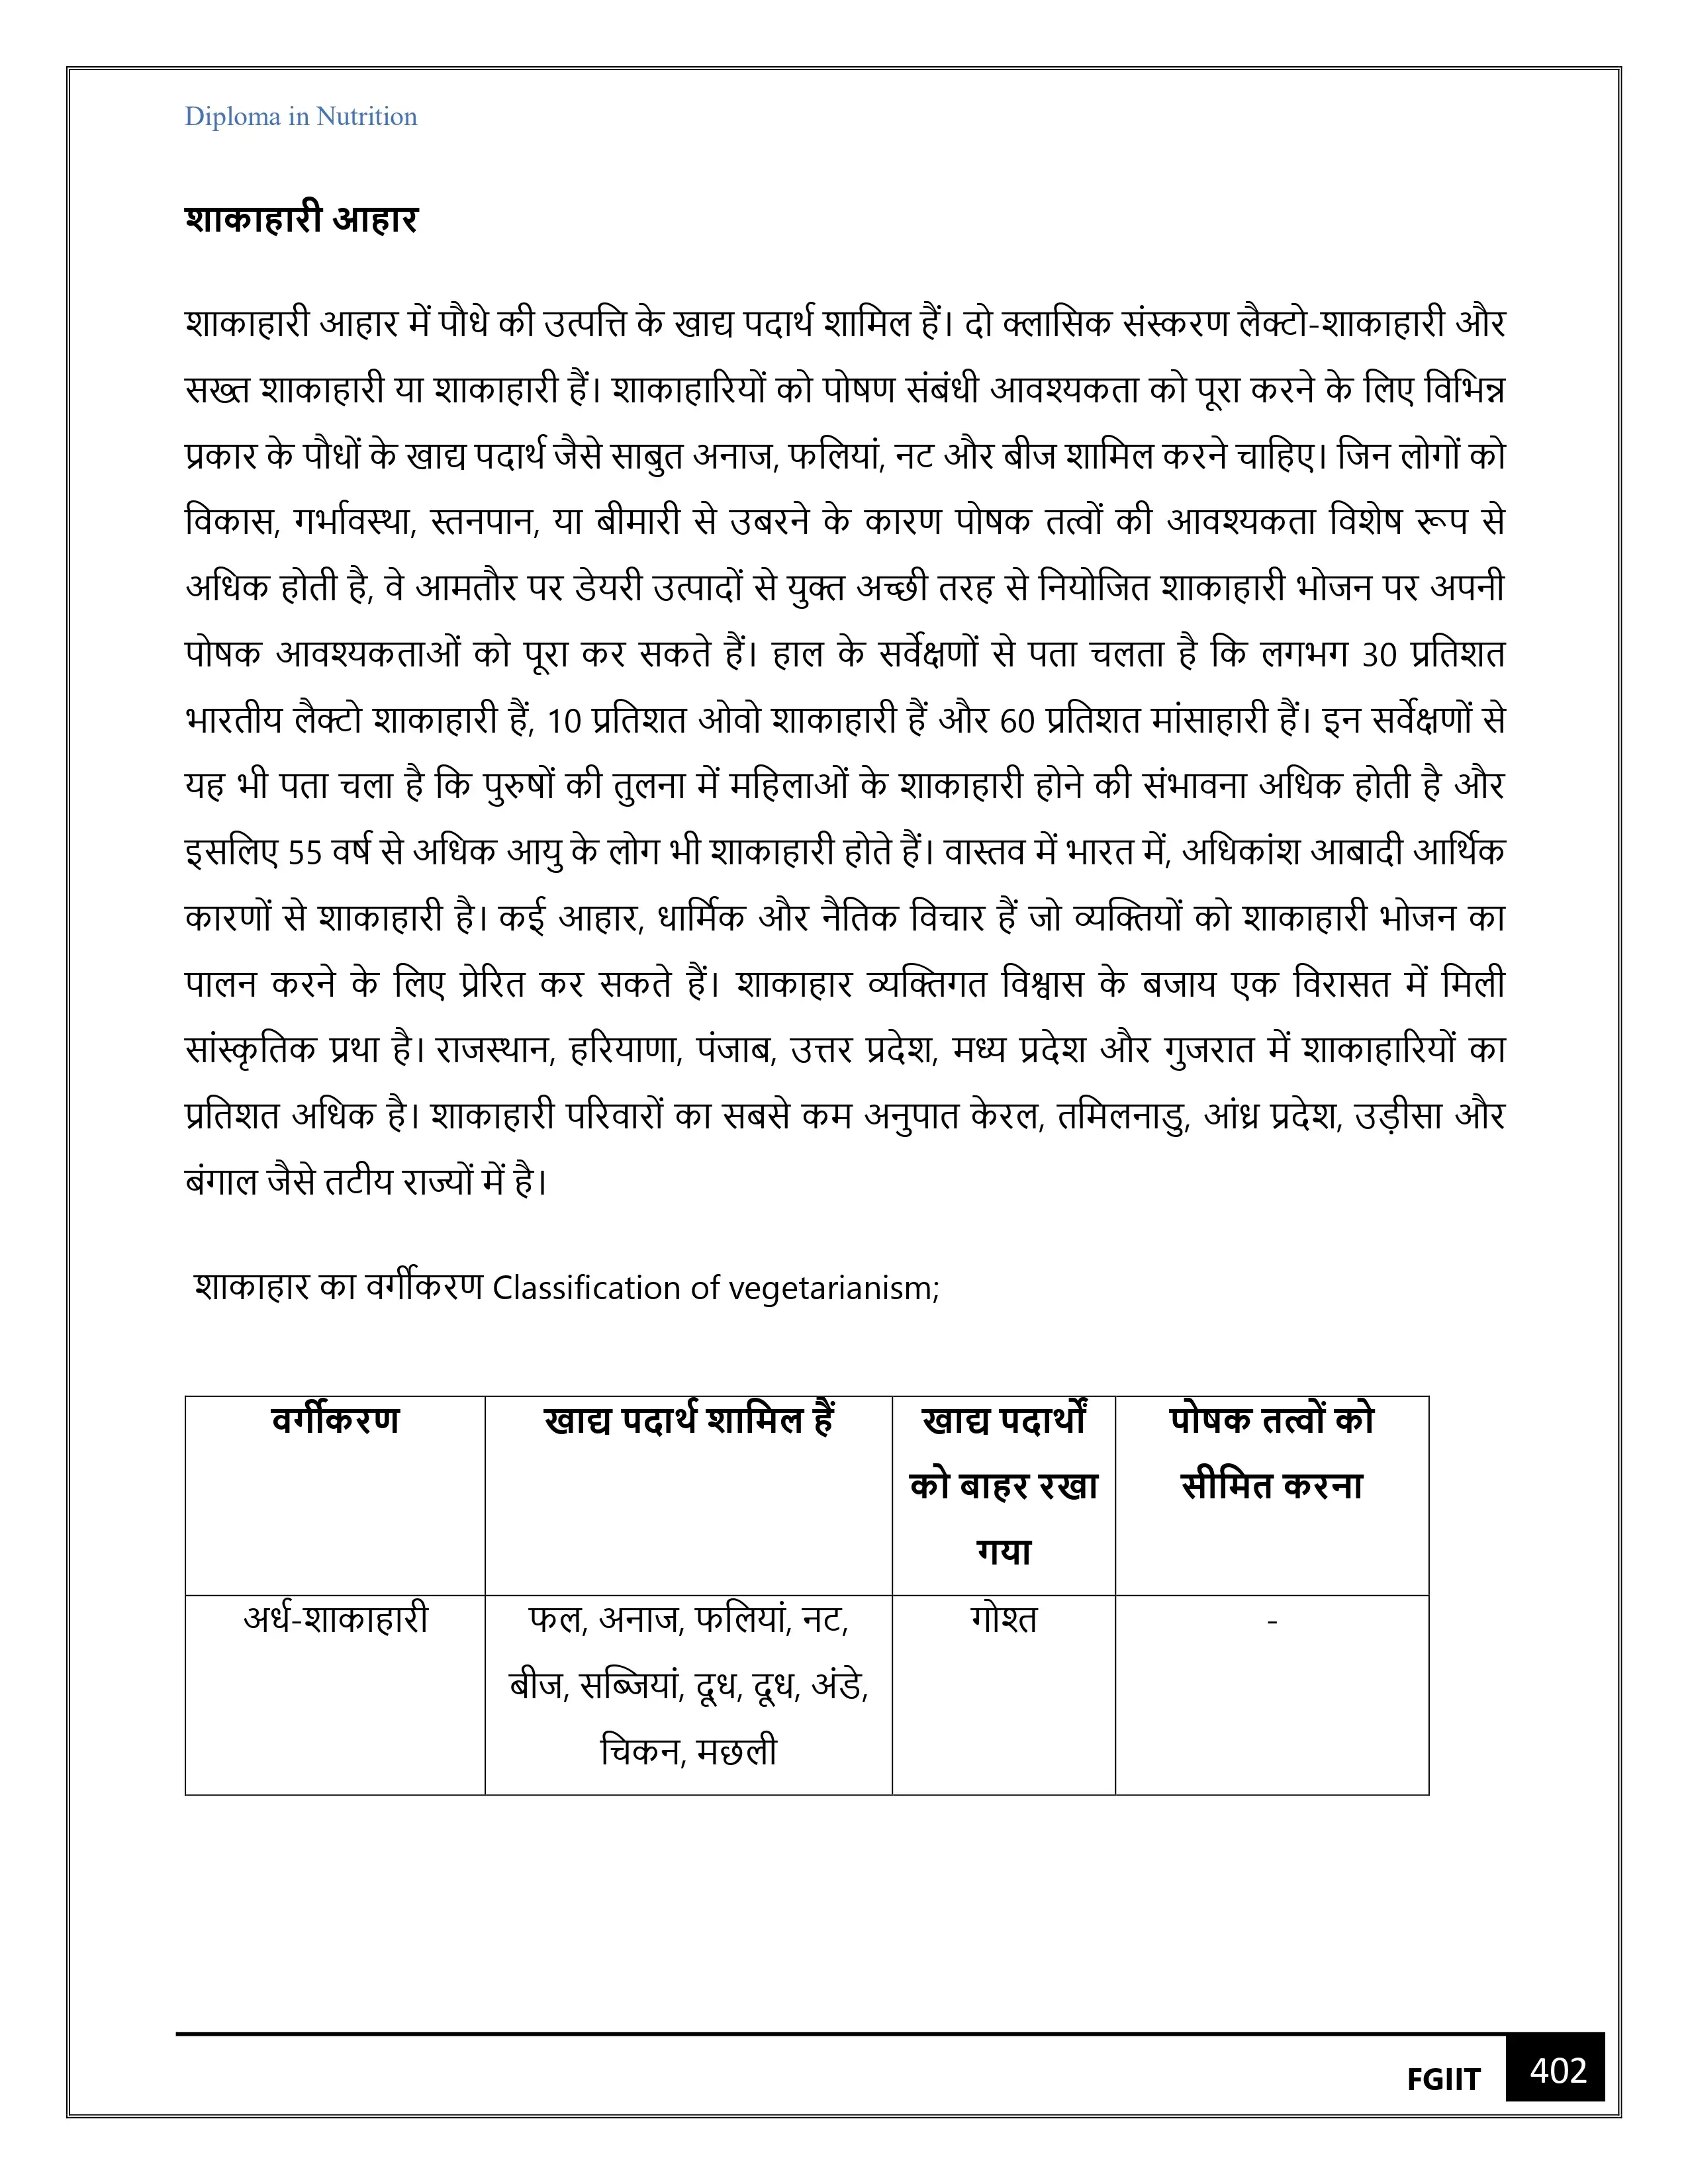 Diploma in Nutrition
शाकाहारी आहार
शाकाहारी आहार में पौधे की उत्पत्ति के खाद्य पदार्थ शामिल हैं। दो क्लासिक संस्करण लैक्टो-शाकाहारी और
सख्त शाकाहारी या शाकाहारी हैं। शाकाहारियों को पोषण संबंधी आवश्यकता को पूरा करने के लिए विभिन्न
प्रकार के पौधों के खाद्य पदार्थ जैसे साबुत अनाज, फलियां, नट और बीज शामिल करने चाहिए। जिन लोगों को
विकास, गर्भावस्था, स्तनपान, या बीमारी से उबरने के कारण पोषक तत्वों की आवश्यकता विशेष रूप से
अधिक होती है, वे आमतौर पर डेयरी उत्पादों से युक्त अच्छी तरह से नियोजित शाकाहारी भोजन पर अपनी
पोषक आवश्यकताओं को पूरा कर सकते हैं। हाल के सर्वेक्षणों से पता चलता है कि लगभग 30 प्रतिशत
भारतीय लैक्टो शाकाहारी हैं, 10 प्रतिशत ओवो शाकाहारी हैं और 60 प्रतिशत मांसाहारी हैं। इन सर्वेक्षणों से
यह भी पता चला है कि पुरुषों की तुलना में महिलाओं के शाकाहारी होने की संभावना अधिक होती है और
इसलिए 55 वर्ष से अधिक आयु के लोग भी शाकाहारी होते हैं। वास्तव में भारत में, अधिकांश आबादी आर्थिक
कारणों से शाकाहारी है। कई आहार, धार्मिक और नैतिक विचार हैं जो व्यक्तियों को शाकाहारी भोजन का
पालन करने के लिए प्रेरित कर सकते हैं। शाकाहार व्यक्तिगत विश्वास के बजाय एक विरासत में मिली
सांस्कृतिक प्रथा है। राजस्थान, हरियाणा, पंजाब, उत्तर प्रदेश, मध्य प्रदेश और गुजरात में शाकाहारियों का
प्रतिशत अधिक है। शाकाहारी परिवारों का सबसे कम अनुपात केरल, तमिलनाडु, आंध्र प्रदेश, उड़ीसा और
बंगाल जैसे तटीय राज्यों में है।
शाकाहार का वर्गीकरण Classification of vegetarianism;
वर्गीकरण
खाद्य पदार्थ शामिल हैं
खाद्य पदार्थों
को बाहर रखा
गया
पोषक तत्वों को
सीमित करना
अर्ध-शाकाहारी
फल, अनाज, फलियां, नट,
बीज, सब्जियां, दूध, दूध, अंडे,
चिकन, मछली
गोश्त
-
FGIIT 402